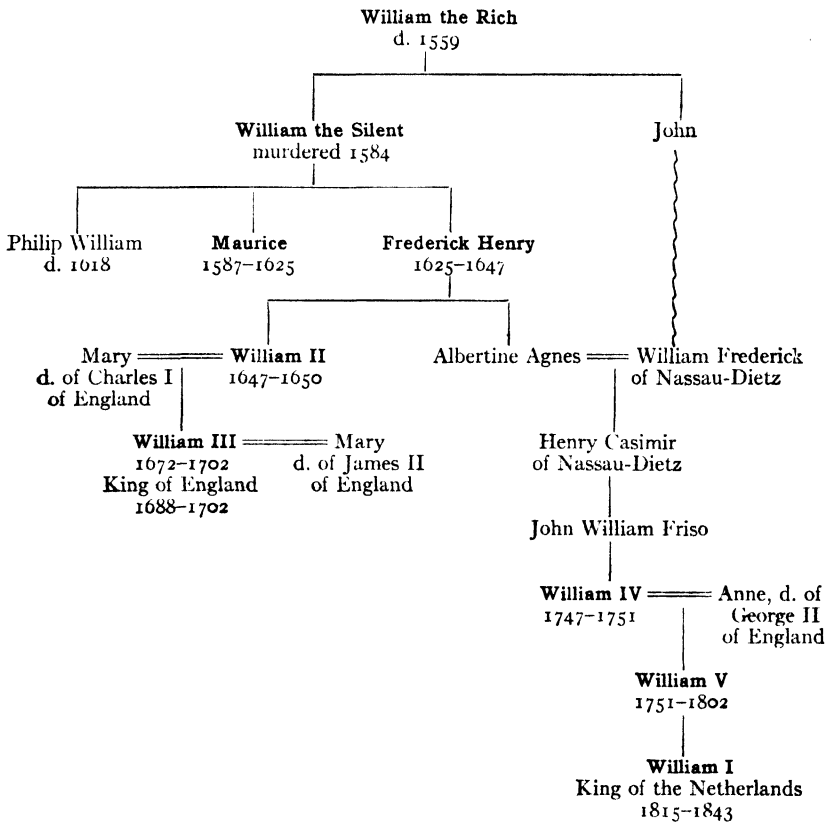 William the Rich
d. 1559
William the Silent
murdered 1584
John
Philip William
d. 1618
Maurice
1587–1625
Frederick Henry
1625–1647
Mary
d. of Charles I
of England
William II
1647–1650
Albertine Agnes
William Frederick
of Nassau-Dietz
William III
1672–1702
King of England
1688–1702
Mary
d. of James II
of England
Henry Casimir
of Nassau-Dietz
John William Friso
William IV
1747–1751
Anne, d. of
George II
of England
William V
1751–1802
William I
King of the Netherlands
1815–1843